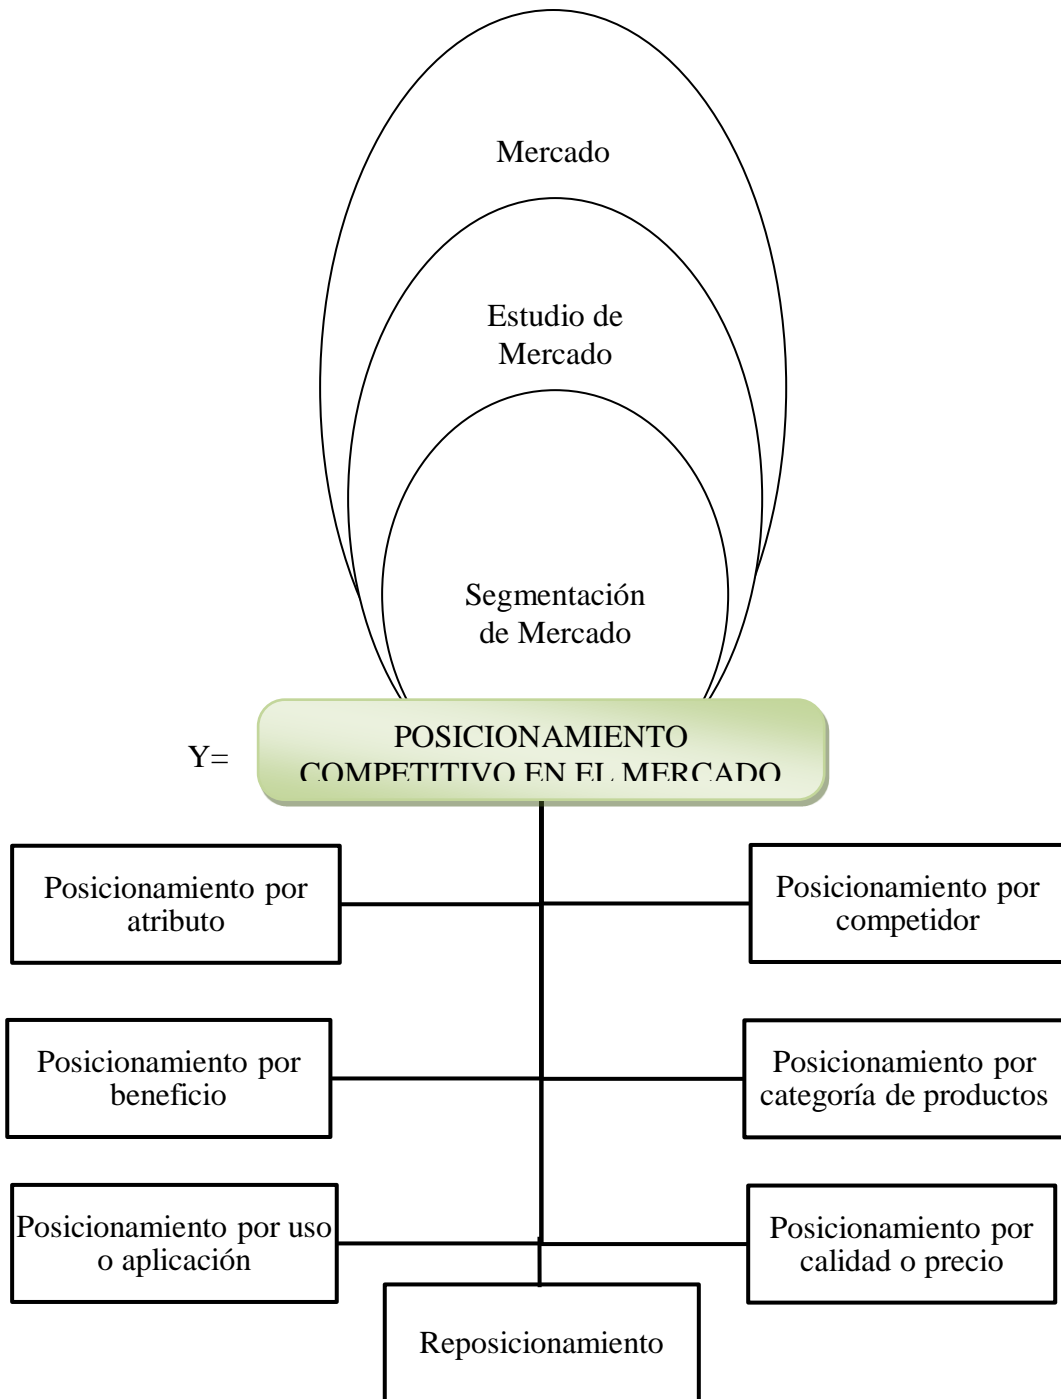 Mercado
Estudio de
Mercado
Segmentación
de Mercado
Y=
POSICIONAMIENTO
COMPETITIVO EN EL MERCADO
Posicionamiento por
atributo
Posicionamiento por
competidor
Posicionamiento por
beneficio
Posicionamiento por
categoría de productos
Posicionamiento por uso
o aplicación
Posicionamiento por
calidad o precio
Reposicionamiento